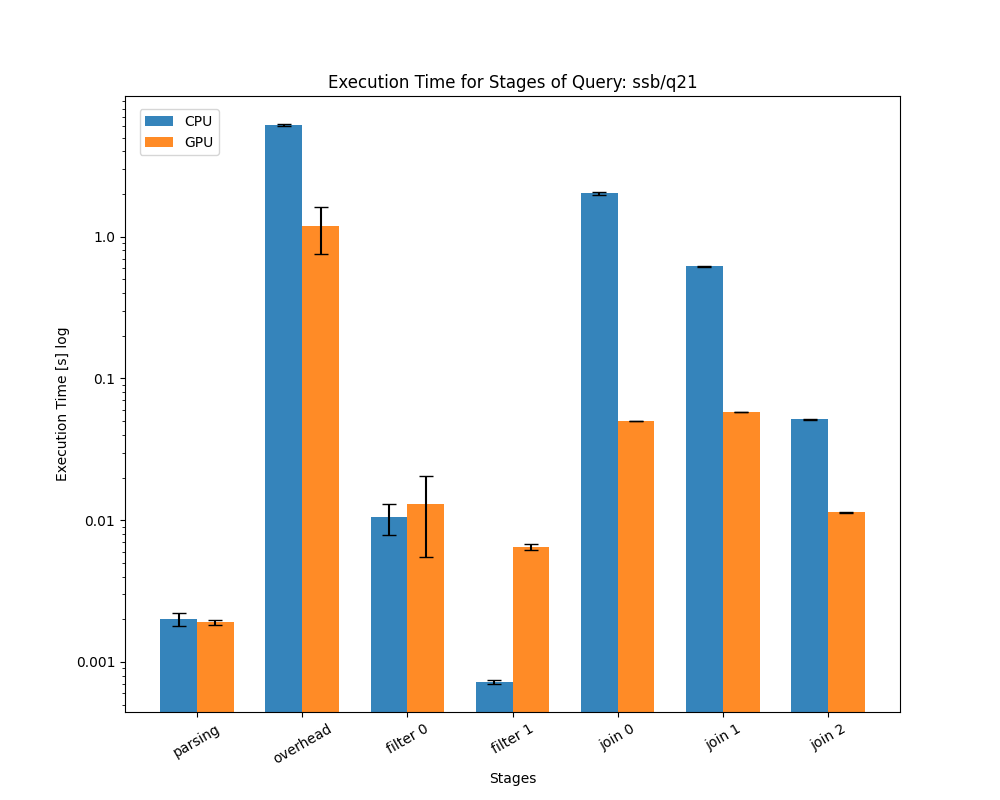 Execution Time for Stages of Query: ssb/q21
CPU
GPU
1.0
0.1
0.01
0.001
Execution Time [s] log
parsing
overhead
filter 0
filter 1
join 0
join 1
join 2
Stages